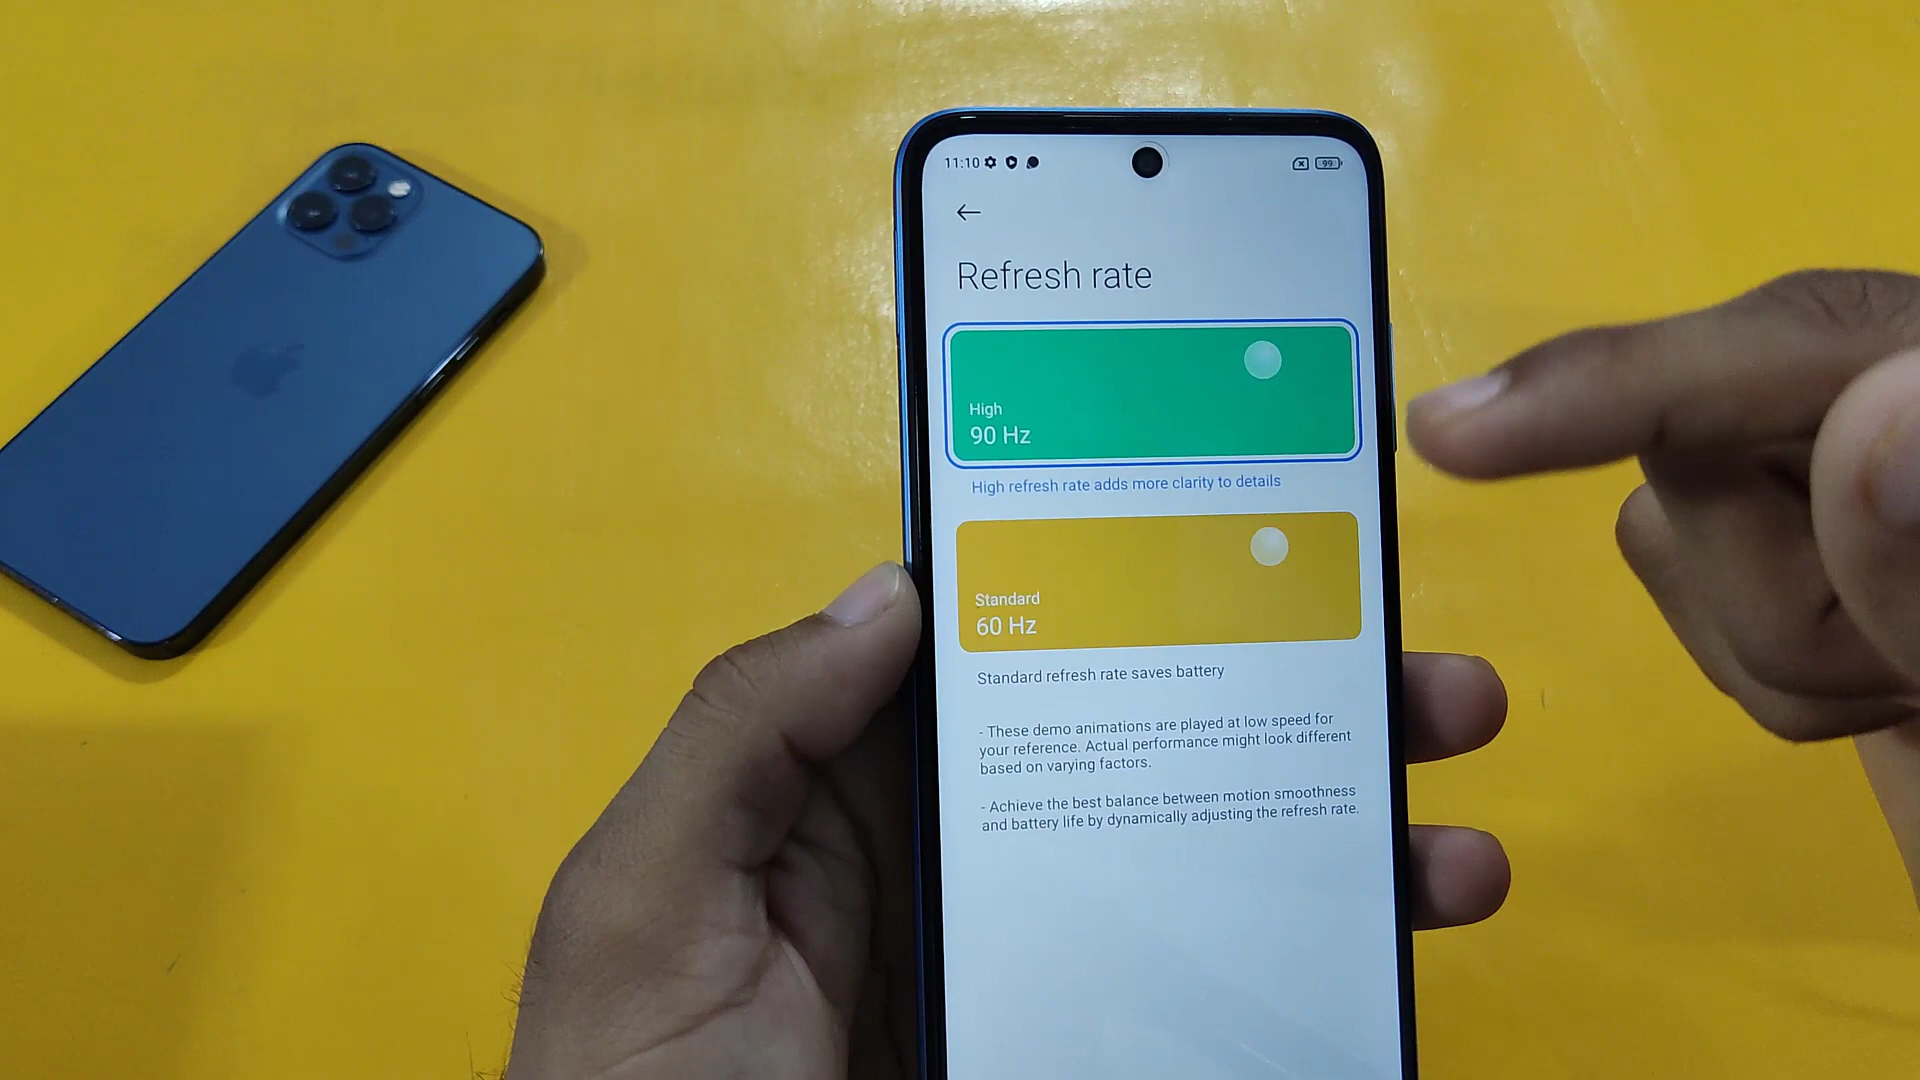 11:10
99
Refresh rate
High
90 Hz
High refresh rate adds more clarity to details
Standard
60 Hz
Standard refresh rate saves battery
- These demo animations are played at low speed for
your reference. Actual performance might look different
based on varying factors.
- Achieve the best balance between motion smoothness
and battery life by dynamically adjusting the refresh rate.